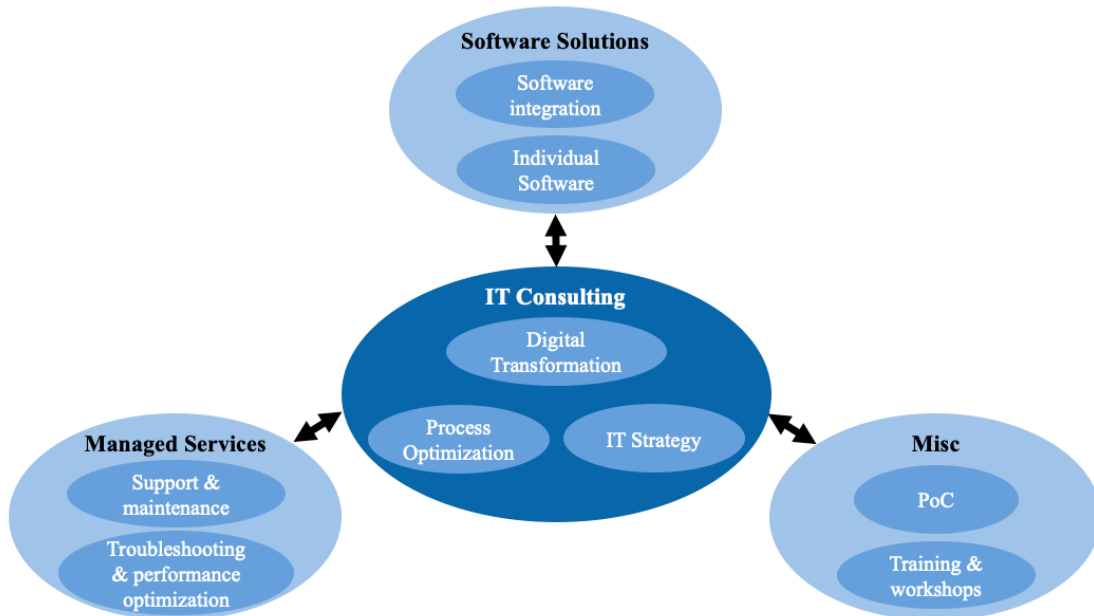 Software Solutions
Software
integration
Individual
Software
IT Consulting
Digital
Transformation
Process
Optimization
IT Strategy
Managed Services
Support &
maintenance
Troubleshooting
& performance
optimization
Misc
PoC
Training &
workshops